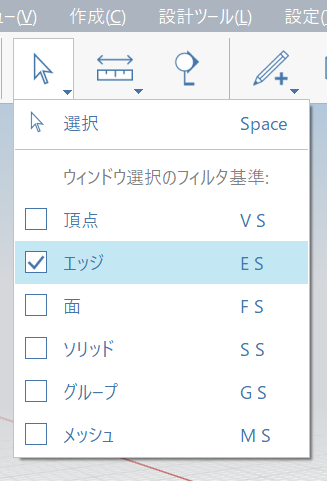 ュー(V) 作成(C) 設計ツール(L) 設定(
選択 Space
ウィンドウ選択のフィルタ基準:
頂点 V S
エッジ E S
面 F S
ソリッド S S
グループ G S
メッシュ M S